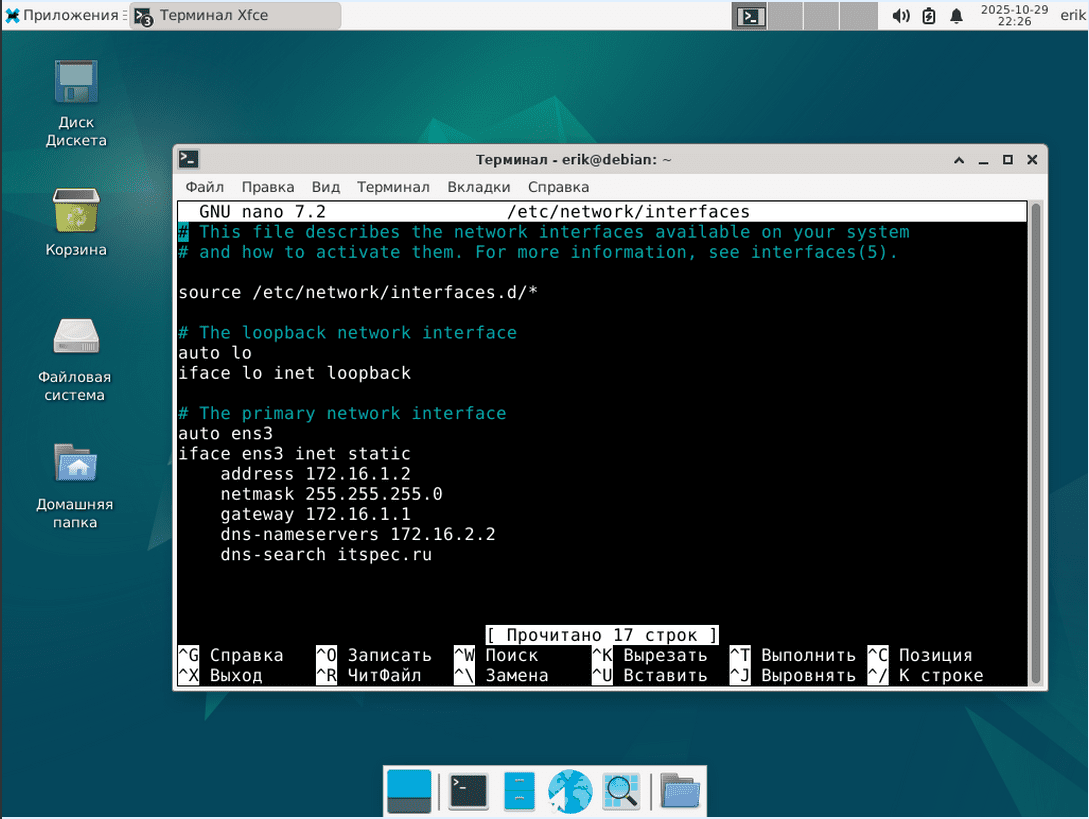 Приложения
Терминал Xfce
2025-10-29
22:26
erik
Диск
Дискета
Корзина
Файловая
система
Домашняя
папка
Терминал - erik@debian: ~
Файл Правка Вид Терминал Вкладки Справка
GNU nano 7.2 /etc/network/interfaces
# This file describes the network interfaces available on your system
# and how to activate them. For more information, see interfaces(5).
source /etc/network/interfaces.d/*
# The loopback network interface
auto lo
iface lo inet loopback
# The primary network interface
auto ens3
iface ens3 inet static
address 172.16.1.2
netmask 255.255.255.0
gateway 172.16.1.1
dns-nameservers 172.16.2.2
dns-search itspec.ru
[ Прочитано 17 строк ]
^G Справка ^O Записать ^W Поиск ^K Вырезать ^T Выполнить ^C Позиция
^X Выход ^R ЧитФайл ^\ Замена ^U Вставить ^J Выровнять ^/ К строке